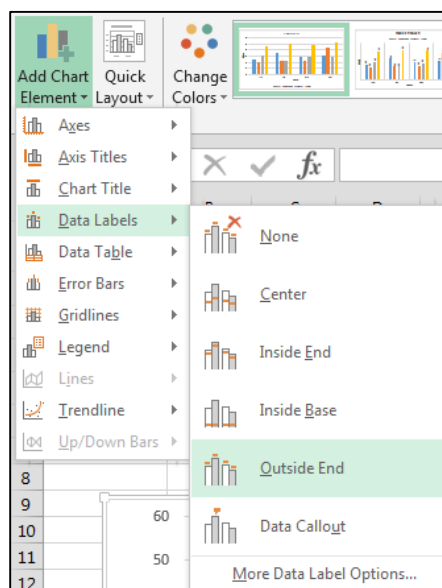 Add Chart Element
Quick Layout
Change Colors
Axes
Axis Titles
Chart Title
Data Labels
Data Table
Error Bars
Gridlines
Legend
Lines
Trendline
Up/Down Bars
fx
None
Center
Inside End
Inside Base
Outside End
Data Callout
More Data Label Options...
8
9
10
11
12
60
50